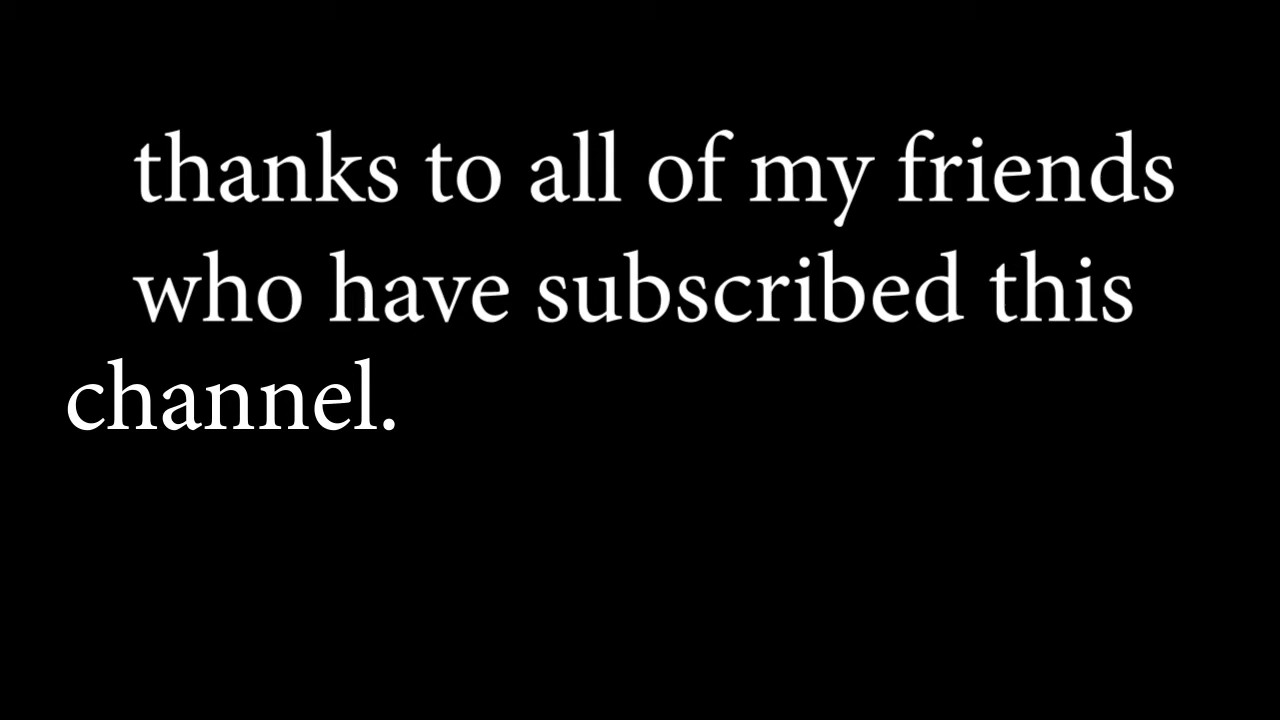 thanks to all of my friends
who have subscribed this
channel.